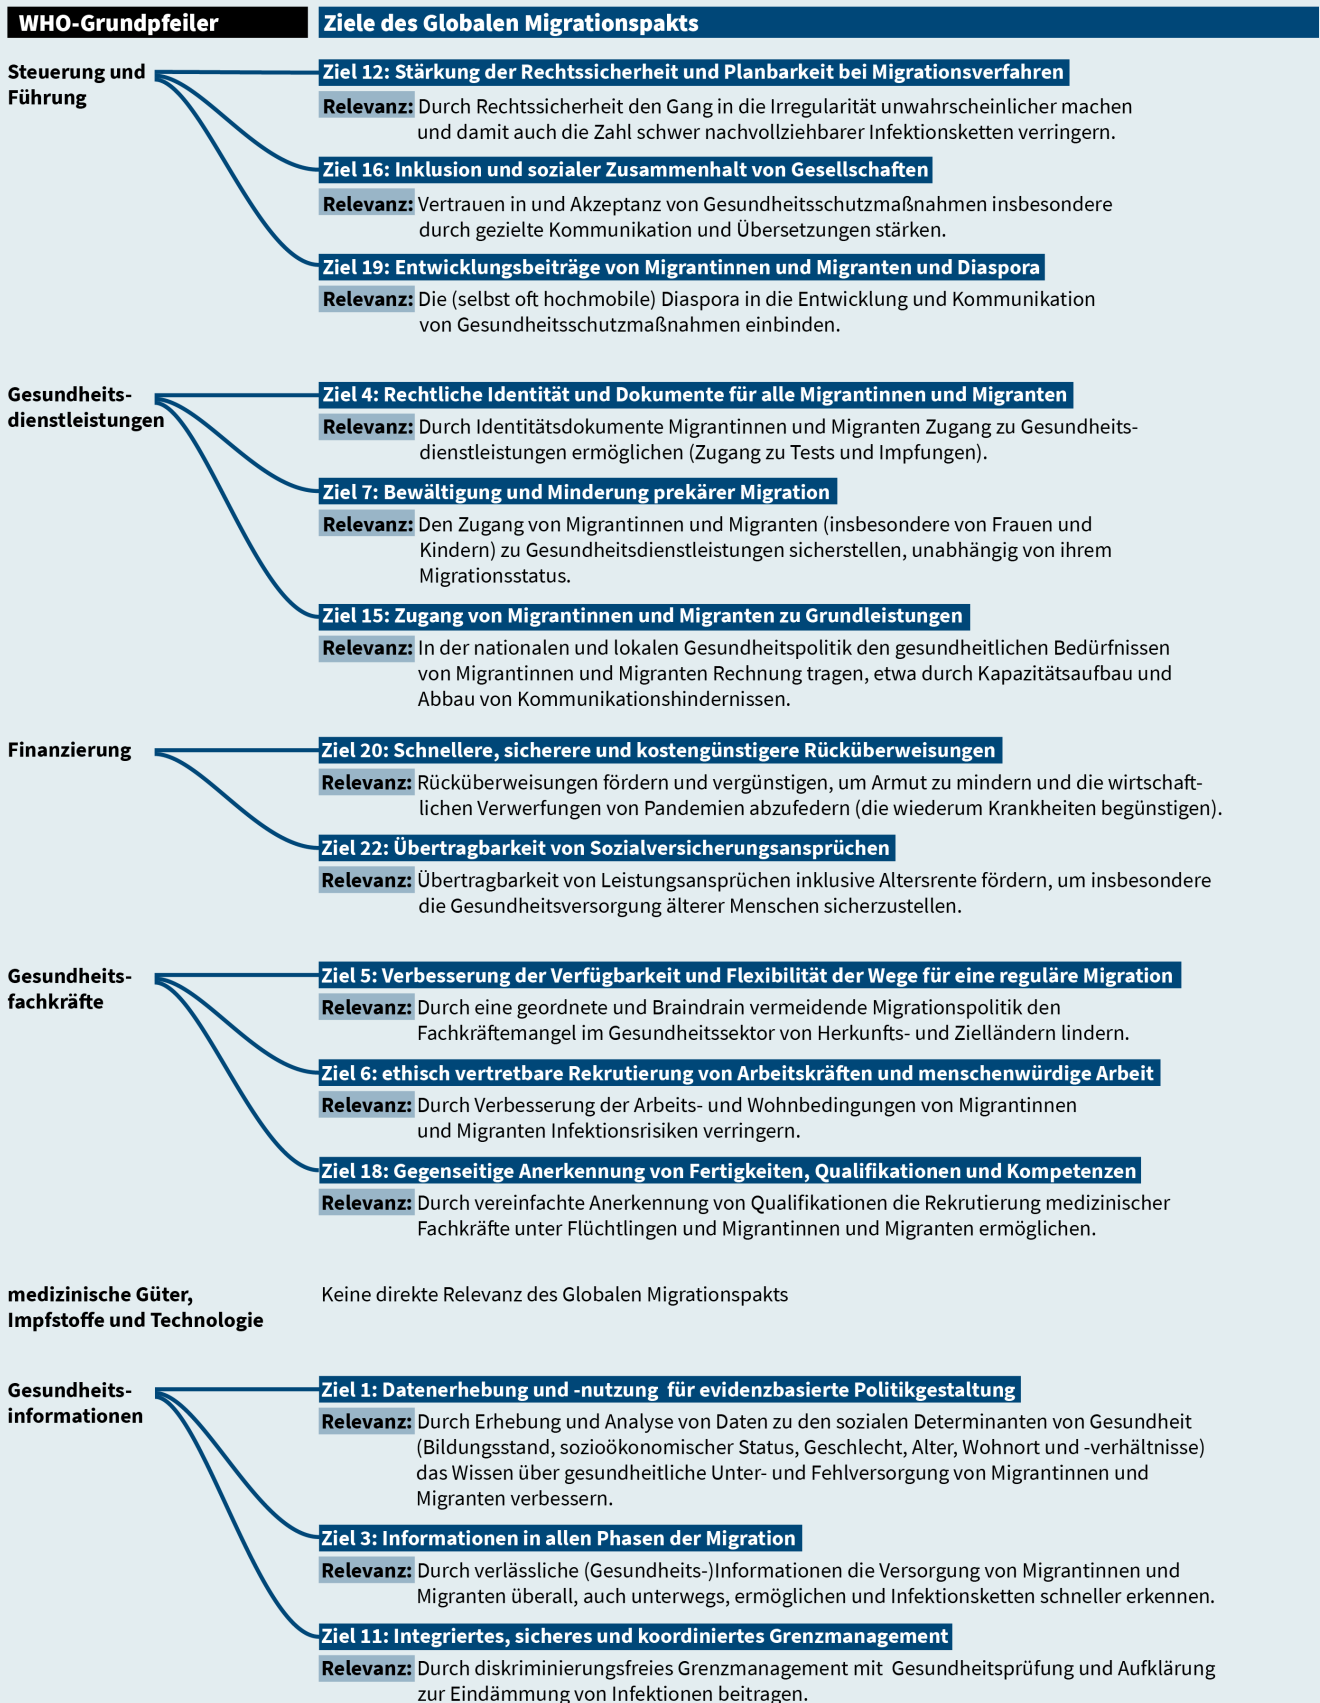 WHO-Grundpfeiler
Ziele des Globalen Migrationspakts
Steuerung und
Führung
Ziel 12: Stärkung der Rechtssicherheit und Planbarkeit bei Migrationsverfahren
Relevanz: Durch Rechtssicherheit den Gang in die Irregularität unwahrscheinlicher machen
und damit auch die Zahl schwer nachvollziehbarer Infektionsketten verringern.
Ziel 16: Inklusion und sozialer Zusammenhalt von Gesellschaften
Relevanz: Vertrauen in und Akzeptanz von Gesundheitsschutzmaßnahmen insbesondere
durch gezielte Kommunikation und Übersetzungen stärken.
Ziel 19: Entwicklungsbeiträge von Migrantinnen und Migranten und Diaspora
Relevanz: Die (selbst oft hochmobile) Diaspora in die Entwicklung und Kommunikation
von Gesundheitsschutzmaßnahmen einbinden.
Gesundheits-
dienstleistungen
Ziel 4: Rechtliche Identität und Dokumente für alle Migrantinnen und Migranten
Relevanz: Durch Identitätsdokumente Migrantinnen und Migranten Zugang zu Gesundheits-
dienstleistungen ermöglichen (Zugang zu Tests und Impfungen).
Ziel 7: Bewältigung und Minderung prekärer Migration
Relevanz: Den Zugang von Migrantinnen und Migranten (insbesondere von Frauen und
Kindern) zu Gesundheitsdienstleistungen sicherstellen, unabhängig von ihrem
Migrationsstatus.
Ziel 15: Zugang von Migrantinnen und Migranten zu Grundleistungen
Relevanz: In der nationalen und lokalen Gesundheitspolitik den gesundheitlichen Bedürfnissen
von Migrantinnen und Migranten Rechnung tragen, etwa durch Kapazitätsaufbau und
Abbau von Kommunikationshindernissen.
Finanzierung
Ziel 20: Schnellere, sicherere und kostengünstigere Rücküberweisungen
Relevanz: Rücküberweisungen fördern und vergünstigen, um Armut zu mindern und die wirtschaft-
lichen Verwerfungen von Pandemien abzufedern (die wiederum Krankheiten begünstigen).
Ziel 22: Übertragbarkeit von Sozialversicherungsansprüchen
Relevanz: Übertragbarkeit von Leistungsansprüchen inklusive Altersrente fördern, um insbesondere
die Gesundheitsversorgung älterer Menschen sicherzustellen.
Gesundheits-
fachkräfte
Ziel 5: Verbesserung der Verfügbarkeit und Flexibilität der Wege für eine reguläre Migration
Relevanz: Durch eine geordnete und Braindrain vermeidende Migrationspolitik den
Fachkräftemangel im Gesundheitssektor von Herkunfts- und Zielländern lindern.
Ziel 6: ethisch vertretbare Rekrutierung von Arbeitskräften und menschenwürdige Arbeit
Relevanz: Durch Verbesserung der Arbeits- und Wohnbedingungen von Migrantinnen
und Migranten Infektionsrisiken verringern.
Ziel 18: Gegenseitige Anerkennung von Fertigkeiten, Qualifikationen und Kompetenzen
Relevanz: Durch vereinfachte Anerkennung von Qualifikationen die Rekrutierung medizinischer
Fachkräfte unter Flüchtlingen und Migrantinnen und Migranten ermöglichen.
medizinische Güter,
Impfstoffe und Technologie
Keine direkte Relevanz des Globalen Migrationspakts
Gesundheits-
informationen
Ziel 1: Datenerhebung und -nutzung für evidenzbasierte Politikgestaltung
Relevanz: Durch Erhebung und Analyse von Daten zu den sozialen Determinanten von Gesundheit
(Bildungsstand, sozioökonomischer Status, Geschlecht, Alter, Wohnort und -verhältnisse)
das Wissen über gesundheitliche Unter- und Fehlversorgung von Migrantinnen und
Migranten verbessern.
Ziel 3: Informationen in allen Phasen der Migration
Relevanz: Durch verlässliche (Gesundheits-)Informationen die Versorgung von Migrantinnen und
Migranten überall, auch unterwegs, ermöglichen und Infektionsketten schneller erkennen.
Ziel 11: Integriertes, sicheres und koordiniertes Grenzmanagement
Relevanz: Durch diskriminierungsfreies Grenzmanagement mit Gesundheitsprüfung und Aufklärung
zur Eindämmung von Infektionen beitragen.